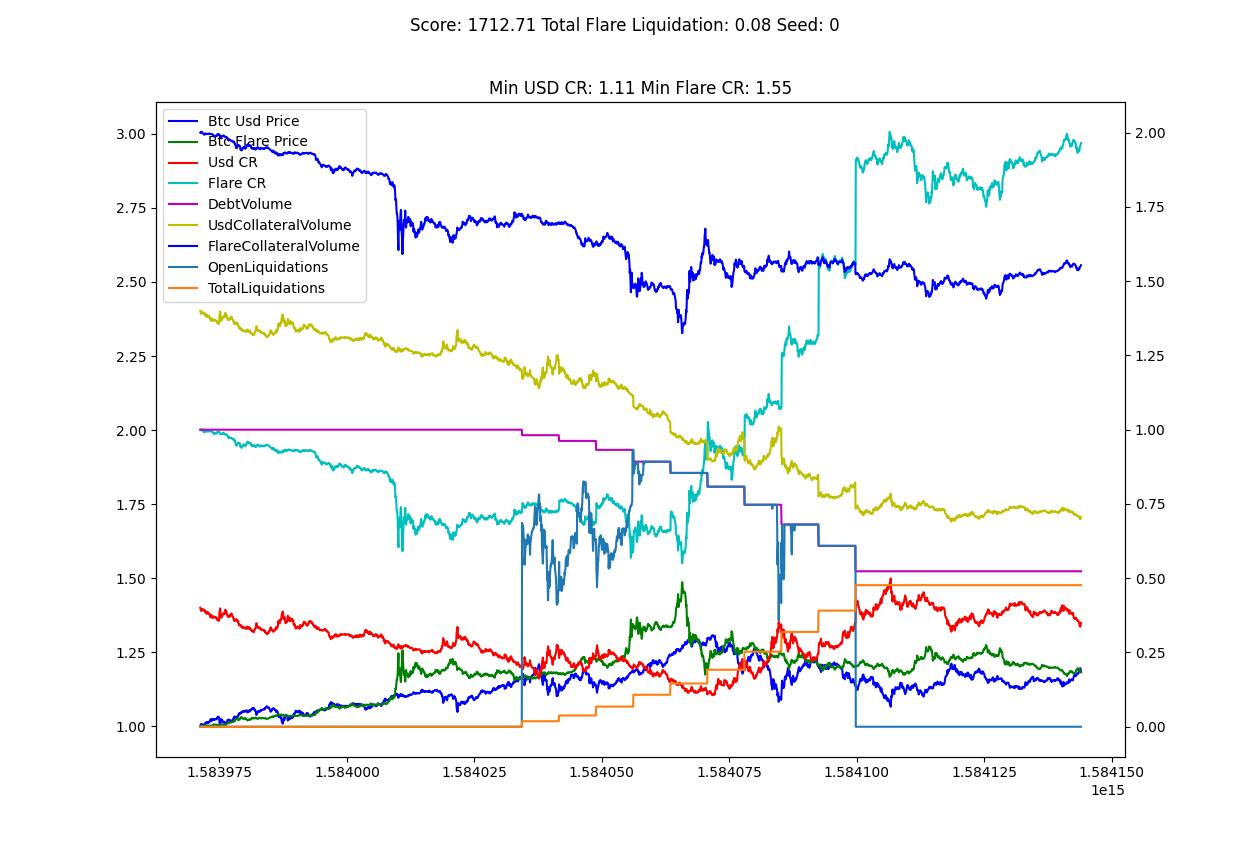 Score: 1712.71 Total Flare Liquidation: 0.08 Seed: 0
Min USD CR: 1.11 Min Flare CR: 1.55
Btc Usd Price
Btc Flare Price
Usd CR
Flare CR
DebtVolume
UsdCollateralVolume
FlareCollateralVolume
OpenLiquidations
TotalLiquidations
3.00
2.75
2.50
2.25
2.00
1.75
1.50
1.25
1.00
2.00
1.75
1.50
1.25
1.00
0.75
0.50
0.25
0.00
1.583975 1.584000 1.584025 1.584050 1.584075 1.584100 1.584125 1.584150
1e15